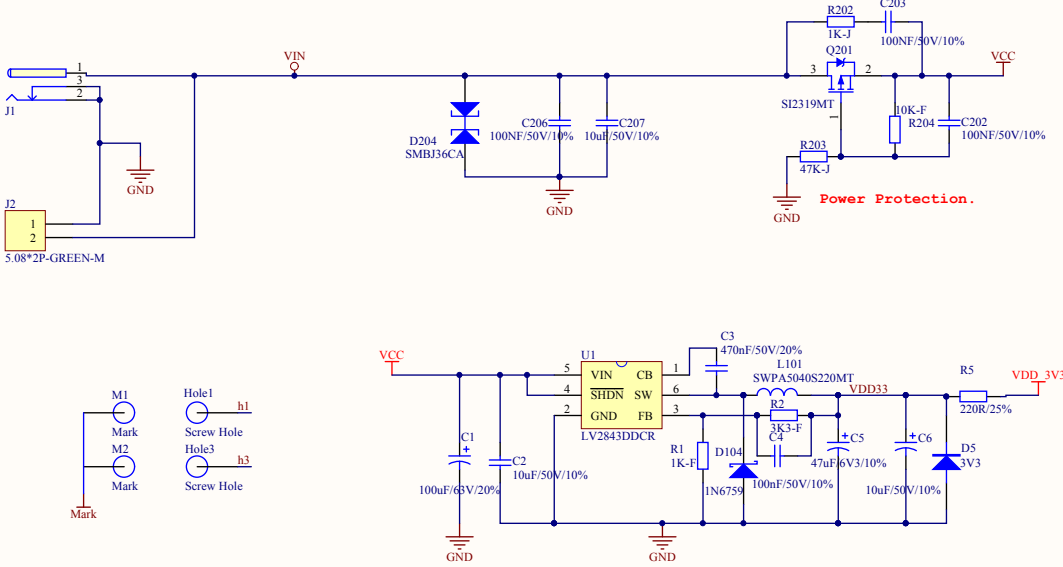 R202
1K-J
C203
100NF/50V/10%
Q201
3
2
SI2319MT
1
VCC
10K-F
R204
C202
100NF/50V/10%
R203
47K-J
GND
Power Protection.
VIN
1
3
2
J1
GND
J2
1
2
5.08*2P-GREEN-M
D204
SMBJ36CA
C206
100NF/50V/10%
C207
10uF/50V/10%
GND
M1
Mark
M2
Mark
Mark
Hole1
h1
Screw Hole
Hole3
h3
Screw Hole
VCC
C1
+
100uF/63V/20%
GND
C2
10uF/50V/10%
U1
5
VIN
CB
1
4
SHDN
SW
6
2
GND
FB
3
LV2843DDCR
C3
470nF/50V/20%
L101
SWPA5040S220MT
VDD33
R5
220R/25%
VDD_3V3
R2
3K3-F
C4
100nF/50V/10%
R1
1K-F
D104
1N6759
+
C5
47uF/6V3/10%
+
C6
10uF/50V/10%
D5
3V3
GND